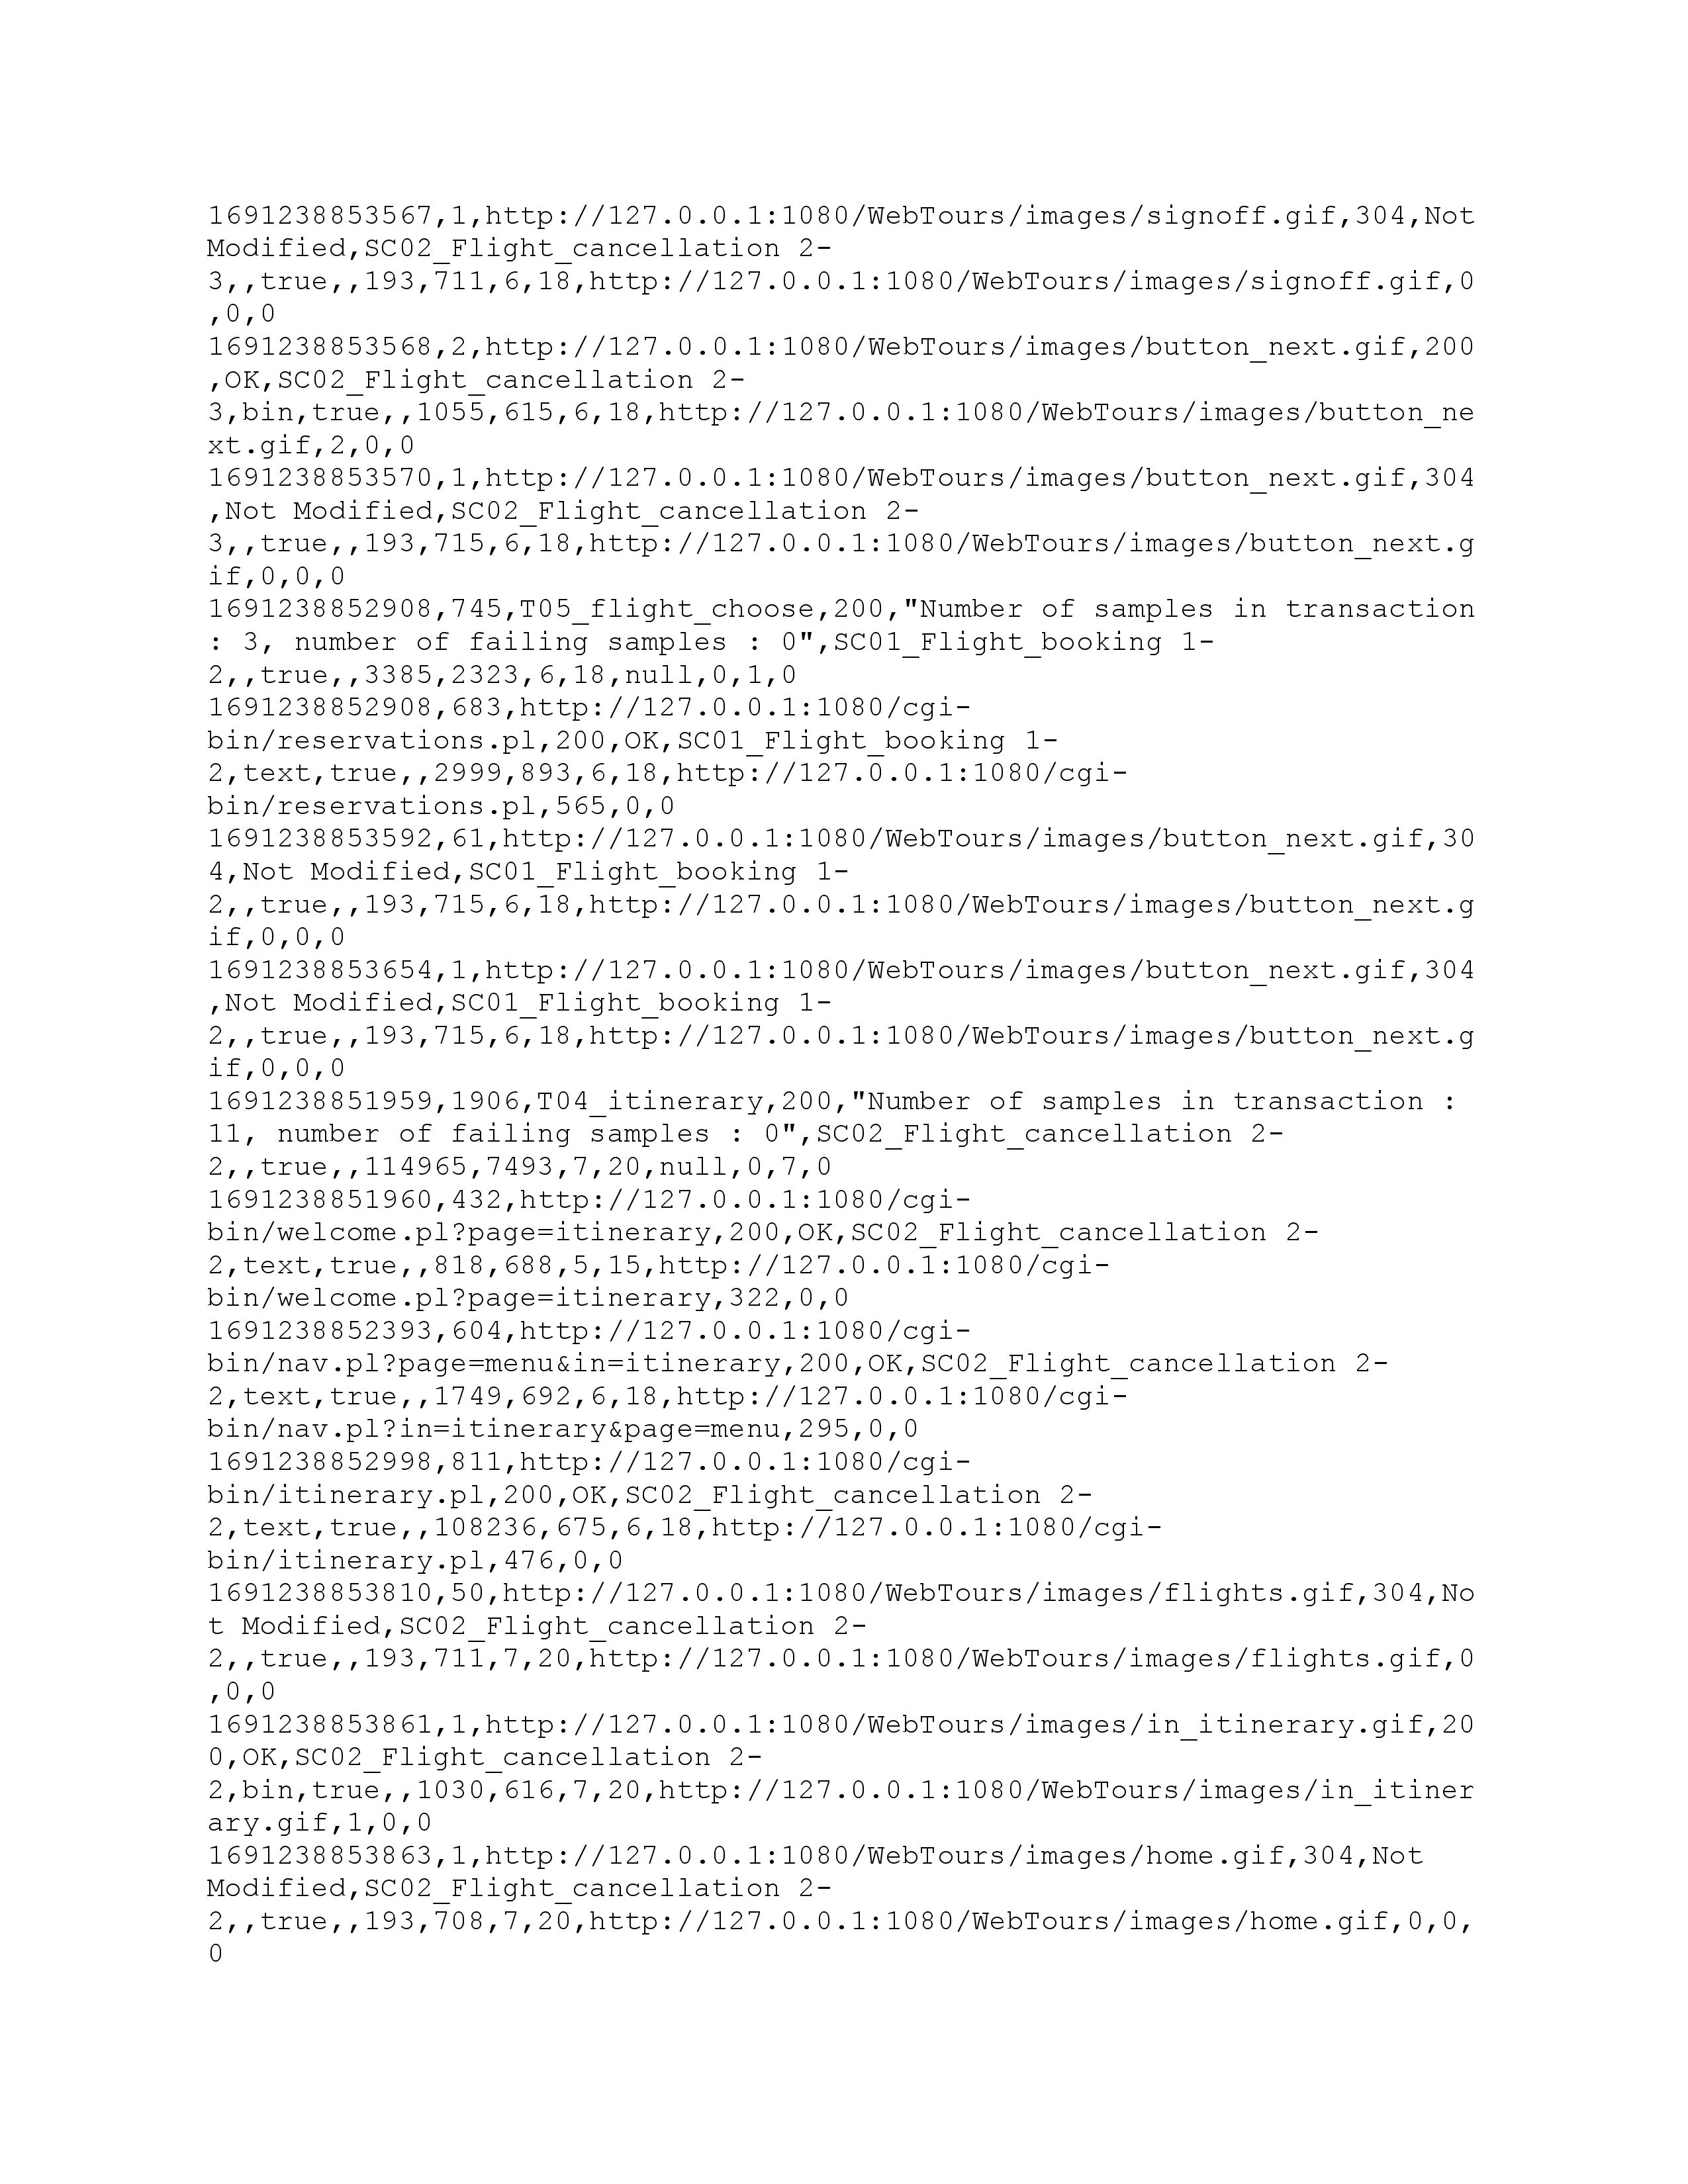 1691238853567,1,http://127.0.0.1:1080/WebTours/images/signoff.gif,304,Not
Modified,SC02_Flight_cancellation 2-
3,,true,,193,711,6,18,http://127.0.0.1:1080/WebTours/images/signoff.gif,0
,0,0
1691238853568,2,http://127.0.0.1:1080/WebTours/images/button_next.gif,200
,OK,SC02_Flight_cancellation 2-
3,bin,true,,1055,615,6,18,http://127.0.0.1:1080/WebTours/images/button_ne
xt.gif,2,0,0
1691238853570,1,http://127.0.0.1:1080/WebTours/images/button_next.gif,304
,Not Modified,SC02_Flight_cancellation 2-
3,,true,,193,715,6,18,http://127.0.0.1:1080/WebTours/images/button_next.g
if,0,0,0
1691238852908,745,T05_flight_choose,200,"Number of samples in transaction
: 3, number of failing samples : 0",SC01_Flight_booking 1-
2,,true,,3385,2323,6,18,null,0,1,0
1691238852908,683,http://127.0.0.1:1080/cgi-
bin/reservations.pl,200,OK,SC01_Flight_booking 1-
2,text,true,,2999,893,6,18,http://127.0.0.1:1080/cgi-
bin/reservations.pl,565,0,0
1691238853592,61,http://127.0.0.1:1080/WebTours/images/button_next.gif,30
4,Not Modified,SC01_Flight_booking 1-
2,,true,,193,715,6,18,http://127.0.0.1:1080/WebTours/images/button_next.g
if,0,0,0
1691238853654,1,http://127.0.0.1:1080/WebTours/images/button_next.gif,304
,Not Modified,SC01_Flight_booking 1-
2,,true,,193,715,6,18,http://127.0.0.1:1080/WebTours/images/button_next.g
if,0,0,0
1691238851959,1906,T04_itinerary,200,"Number of samples in transaction :
11, number of failing samples : 0",SC02_Flight_cancellation 2-
2,,true,,114965,7493,7,20,null,0,7,0
1691238851960,432,http://127.0.0.1:1080/cgi-
bin/welcome.pl?page=itinerary,200,OK,SC02_Flight_cancellation 2-
2,text,true,,818,688,5,15,http://127.0.0.1:1080/cgi-
bin/welcome.pl?page=itinerary,322,0,0
1691238852393,604,http://127.0.0.1:1080/cgi-
bin/nav.pl?page=menu&in=itinerary,200,OK,SC02_Flight_cancellation 2-
2,text,true,,1749,692,6,18,http://127.0.0.1:1080/cgi-
bin/nav.pl?in=itinerary&page=menu,295,0,0
1691238852998,811,http://127.0.0.1:1080/cgi-
bin/itinerary.pl,200,OK,SC02_Flight_cancellation 2-
2,text,true,,108236,675,6,18,http://127.0.0.1:1080/cgi-
bin/itinerary.pl,476,0,0
1691238853810,50,http://127.0.0.1:1080/WebTours/images/flights.gif,304,No
t Modified,SC02_Flight_cancellation 2-
2,,true,,193,711,7,20,http://127.0.0.1:1080/WebTours/images/flights.gif,0
,0,0
1691238853861,1,http://127.0.0.1:1080/WebTours/images/in_itinerary.gif,20
0,OK,SC02_Flight_cancellation 2-
2,bin,true,,1030,616,7,20,http://127.0.0.1:1080/WebTours/images/in_itiner
ary.gif,1,0,0
1691238853863,1,http://127.0.0.1:1080/WebTours/images/home.gif,304,Not
Modified,SC02_Flight_cancellation 2-
2,,true,,193,708,7,20,http://127.0.0.1:1080/WebTours/images/home.gif,0,0,
0